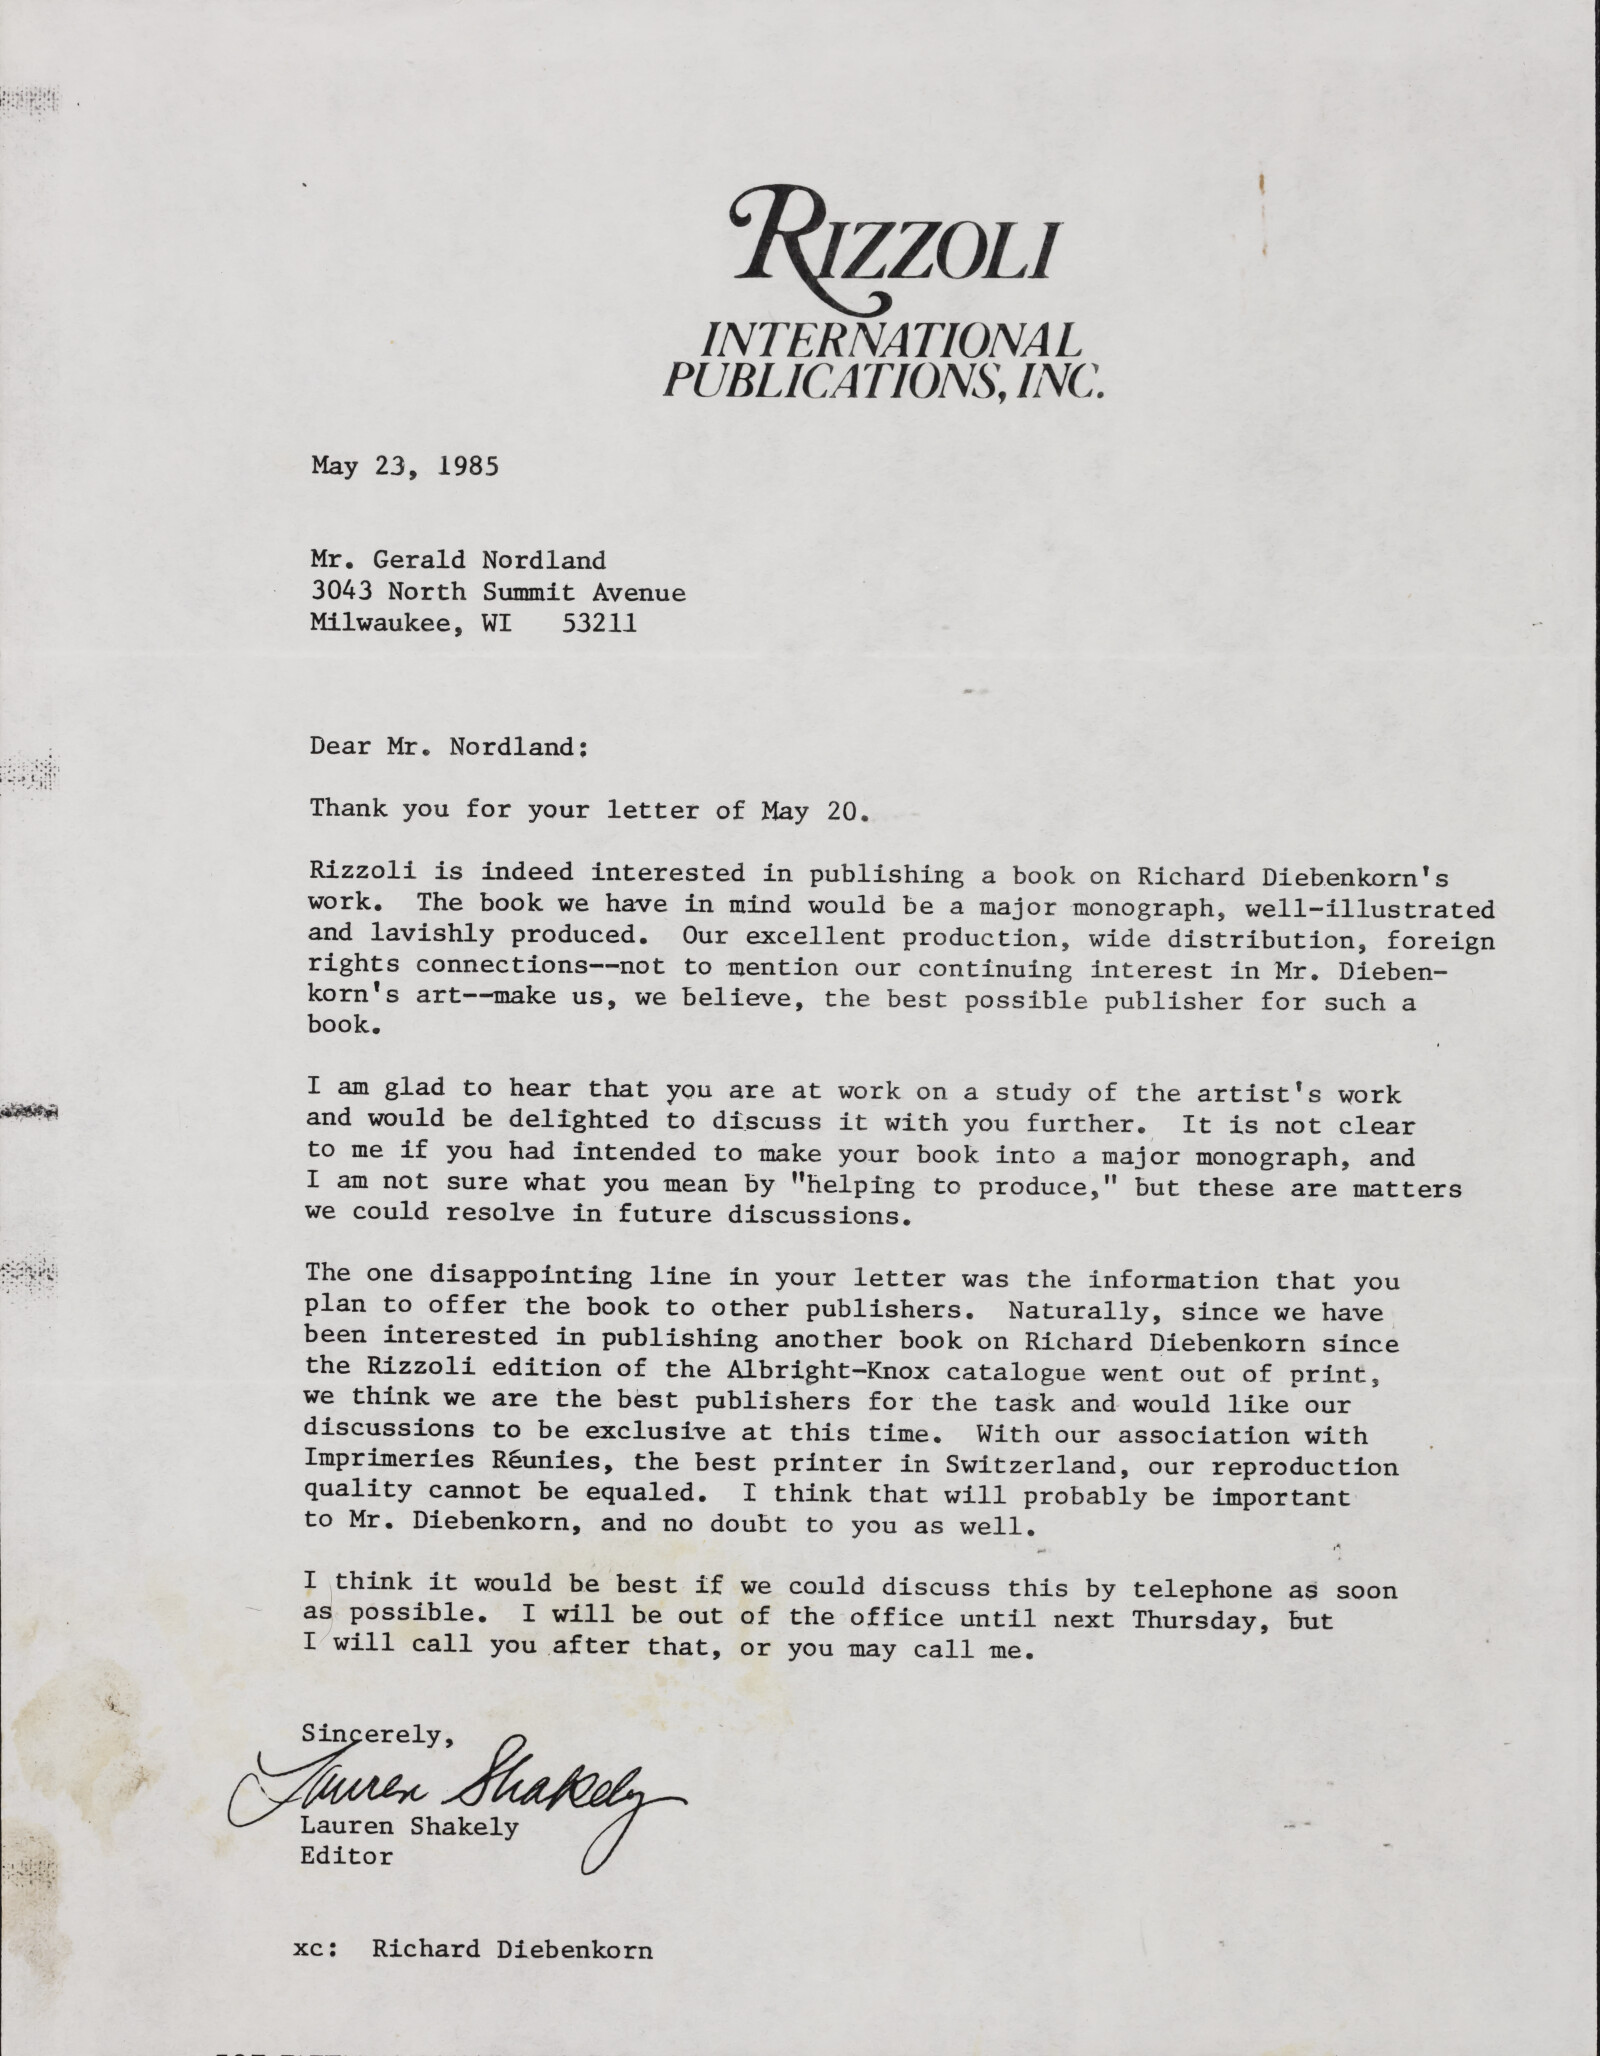 RIZZOLI
INTERNATIONAL
PUBLICATIONS, INC.
May 23, 1985
Mr. Gerald Nordland
3043 North Summit Avenue
Milwaukee, WI   53211
Dear Mr. Nordland:
Thank you for your letter of May 20.
Rizzoli is indeed interested in publishing a book on Richard Diebenkorn's
work.  The book we have in mind would be a major monograph, well-illustrated
and lavishly produced.  Our excellent production, wide distribution, foreign
rights connections--not to mention our continuing interest in Mr. Dieben-
korn's art--make us, we believe, the best possible publisher for such a
book.
I am glad to hear that you are at work on a study of the artist's work
and would be delighted to discuss it with you further.  It is not clear
to me if you had intended to make your book into a major monograph, and
I am not sure what you mean by "helping to produce," but these are matters
we could resolve in future discussions.
The one disappointing line in your letter was the information that you
plan to offer the book to other publishers.  Naturally, since we have
been interested in publishing another book on Richard Diebenkorn since
the Rizzoli edition of the Albright-Knox catalogue went out of print,
we think we are the best publishers for the task and would like our
discussions to be exclusive at this time.  With our association with
Imprimeries Réunies, the best printer in Switzerland, our reproduction
quality cannot be equaled.  I think that will probably be important
to Mr. Diebenkorn, and no doubt to you as well.
I think it would be best if we could discuss this by telephone as soon
as possible.  I will be out of the office until next Thursday, but
I will call you after that, or you may call me.
Sincerely,
Lauren Shakely
Lauren Shakely
Editor
xc:  Richard Diebenkorn